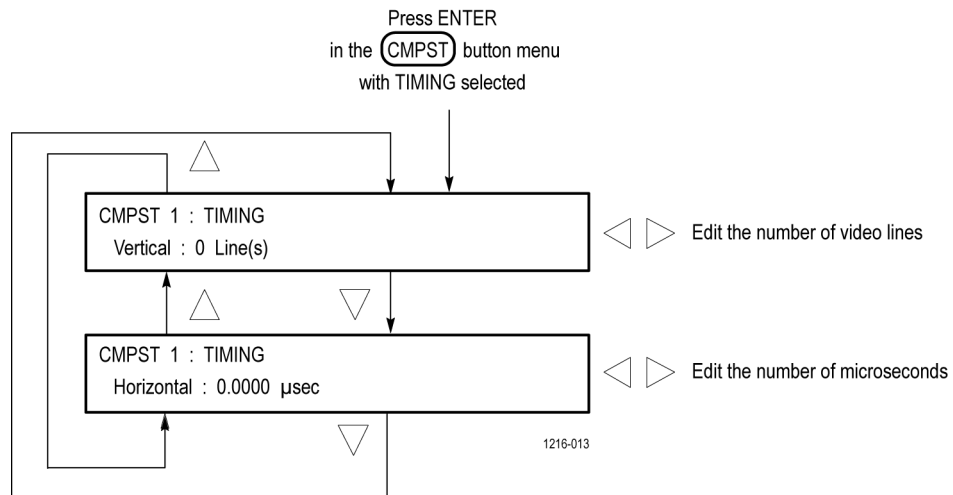 Press ENTER
in the CMPST button menu
with TIMING selected
CMPST 1 : TIMING
Vertical : 0 Line(s)
Edit the number of video lines
CMPST 1 : TIMING
Horizontal : 0.0000 µsec
Edit the number of microseconds
1216-013